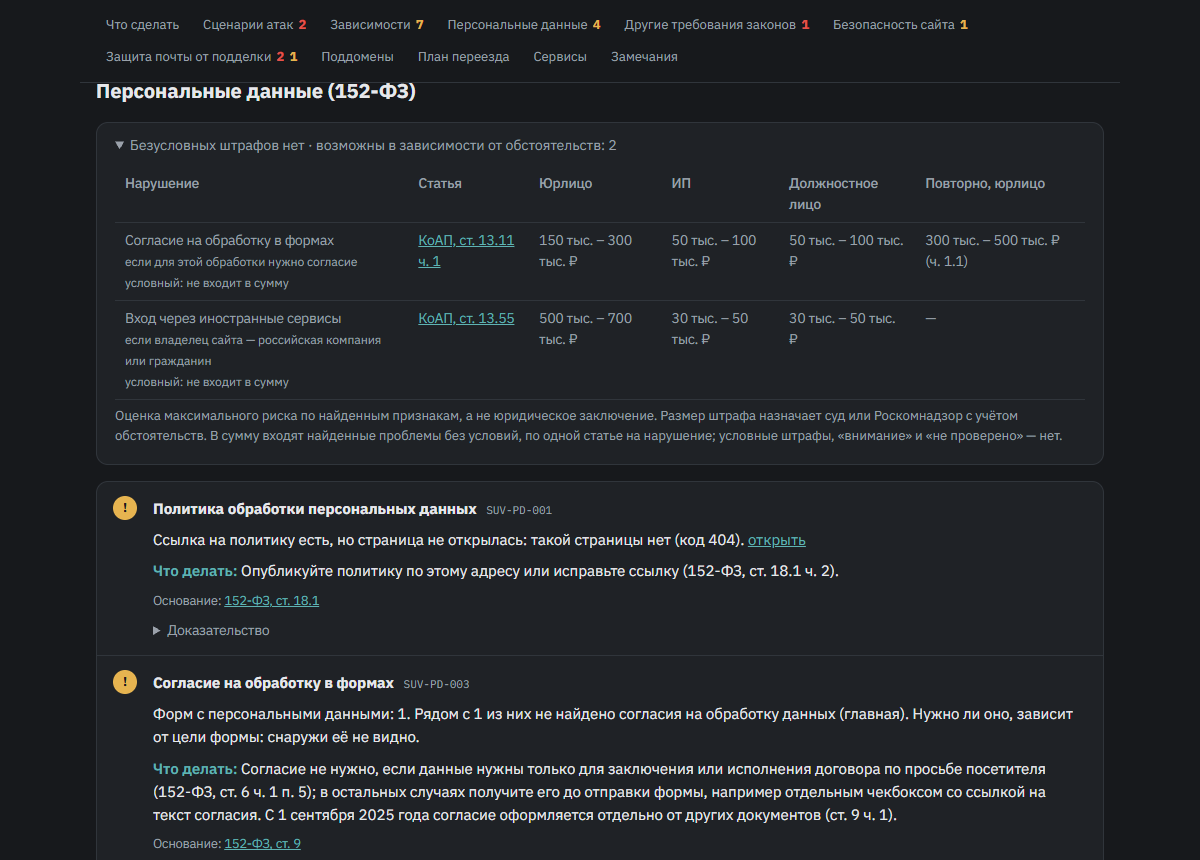 Что сделать Сценарии атак 2 Зависимости 7 Персональные данные 4 Другие требования законов 1 Безопасность сайта 1
Защита почты от подделки 2 1 Поддомены План переезда Сервисы Замечания
Персональные данные (152-ФЗ)
▼ Безусловных штрафов нет · возможны в зависимости от обстоятельств: 2
Нарушение Статья Юрлицо ИП Должностное лицо Повторно, юрлицо
Согласие на обработку в формах КоАП, ст. 13.11 150 тыс. – 300 50 тыс. – 100 50 тыс. – 100 тыс. 300 тыс. – 500 тыс. ₽
если для этой обработки нужно согласие ч. 1 тыс. ₽ тыс. ₽ ₽ (ч. 1.1)
условный: не входит в сумму
Вход через иностранные сервисы КоАП, ст. 13.55 500 тыс. – 700 30 тыс. – 50 30 тыс. – 50 тыс. —
если владелец сайта — российская компания тыс. ₽ тыс. ₽ ₽
или гражданин
условный: не входит в сумму
Оценка максимального риска по найденным признакам, а не юридическое заключение. Размер штрафа назначает суд или Роскомнадзор с учётом
обстоятельств. В сумму входят найденные проблемы без условий, по одной статье на нарушение; условные штрафы, «внимание» и «не проверено» — нет.
! Политика обработки персональных данных SUV-PD-001
Ссылка на политику есть, но страница не открылась: такой страницы нет (код 404). открыть
Что делать: Опубликуйте политику по этому адресу или исправьте ссылку (152-ФЗ, ст. 18.1 ч. 2).
Основание: 152-ФЗ, ст. 18.1
▶ Доказательство
! Согласие на обработку в формах SUV-PD-003
Форм с персональными данными: 1. Рядом с 1 из них не найдено согласия на обработку данных (главная). Нужно ли оно, зависит
от цели формы: снаружи её не видно.
Что делать: Согласие не нужно, если данные нужны только для заключения или исполнения договора по просьбе посетителя
(152-ФЗ, ст. 6 ч. 1 п. 5); в остальных случаях получите его до отправки формы, например отдельным чекбоксом со ссылкой на
текст согласия. С 1 сентября 2025 года согласие оформляется отдельно от других документов (ст. 9 ч. 1).
Основание: 152-ФЗ, ст. 9